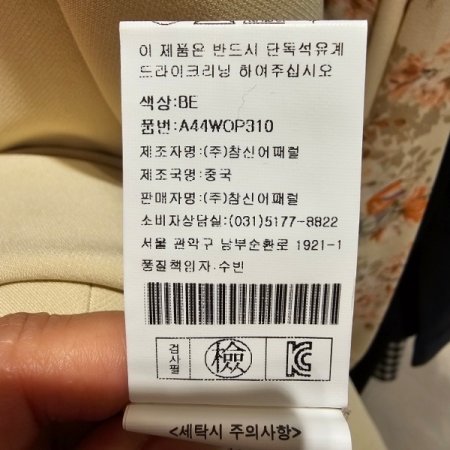 이 제품은 반드시 단독석유계
드라이크리닝 하여주십시오
색상:BE
품번:A44WOP310
제조자명:(주)참신어패럴
제조국명:중국
판매자명:(주)참신어패럴
소비자상담실:(031)5177-8822
서울 관악구 남부순환로 1921-1
품질책임자.수빈
검사필
檢
KC
<세탁시 주의사항>